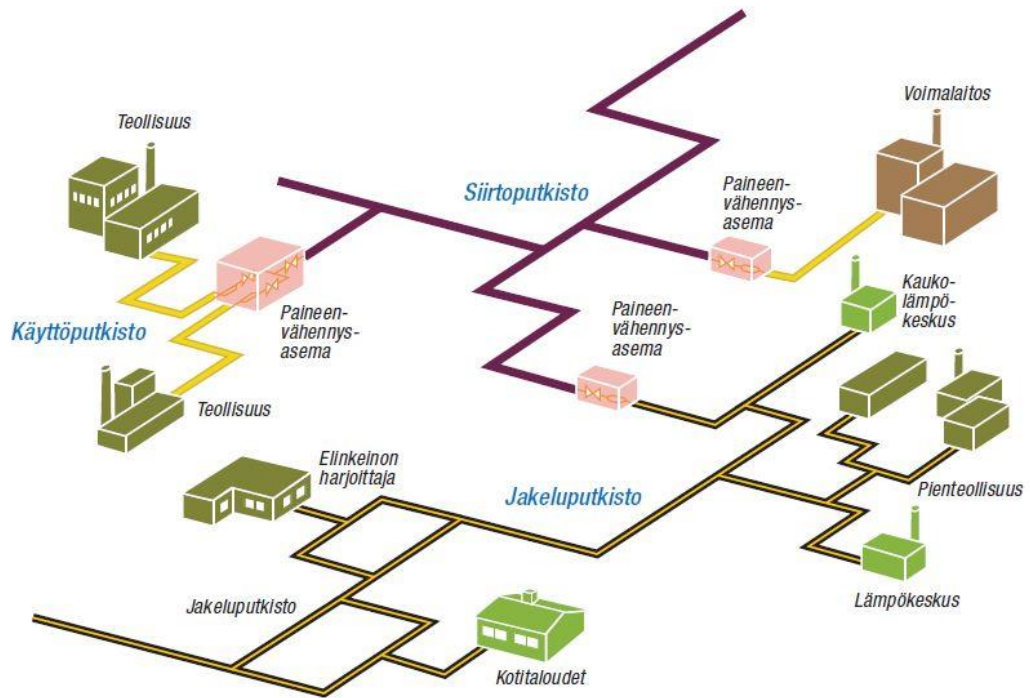 Voimalaitos
Teollisuus
Siirtoputkisto
Paineen-
vähennys-
asema
Kauko-
lämpö-
keskus
Käyttöputkisto
Paineen-
vähennys-
asema
Paineen-
vähennys-
asema
Teollisuus
Elinkeinon
harjoittaja
Jakeluputkisto
Pienteollisuus
Jakeluputkisto
Lämpökeskus
Kotitaloudet